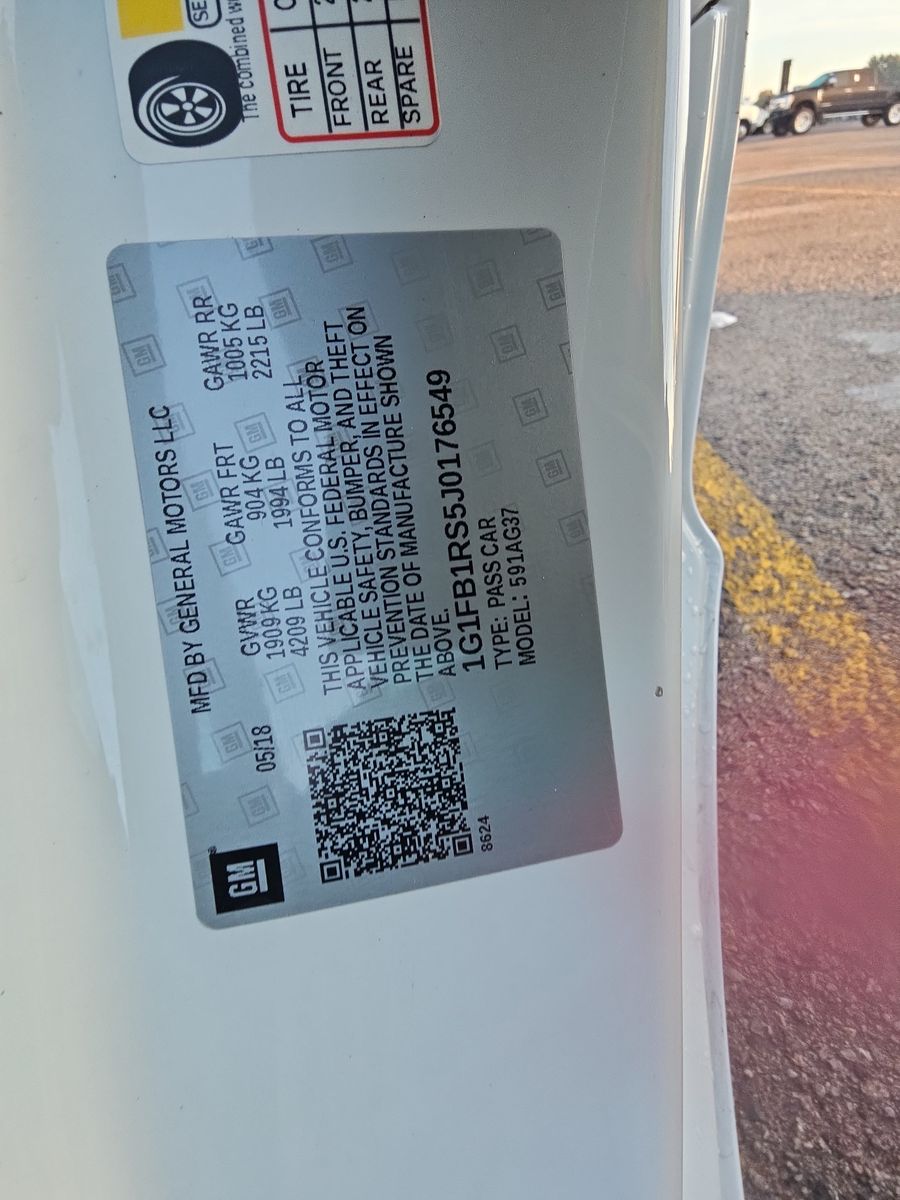 SE
The combined w
TIRE
FRONT
REAR
SPARE
MFD BY GENERAL MOTORS LLC
05/18
GVWR GAWR FRT GAWR RR
1909 KG 904 KG 1005 KG
4209 LB 1994 LB 2215 LB
THIS VEHICLE CONFORMS TO ALL
APPLICABLE U.S. FEDERAL MOTOR
VEHICLE SAFETY, BUMPER, AND THEFT
PREVENTION STANDARDS IN EFFECT ON
THE DATE OF MANUFACTURE SHOWN
ABOVE.
1G1FB1RS5J0176549
TYPE: PASS CAR
MODEL: 591AG37
GM
8624